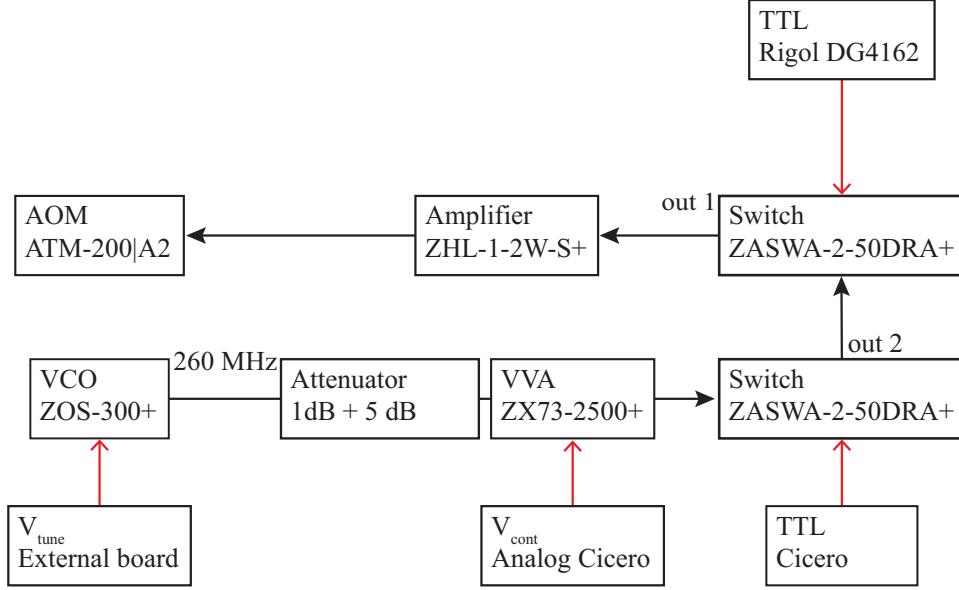 TTL
Rigol DG4162
out 1
AOM
ATM-200|A2
Amplifier
ZHL-1-2W-S+
Switch
ZASWA-2-50DRA+
out 2
260 MHz
VCO
ZOS-300+
Attenuator
1dB + 5 dB
VVA
ZX73-2500+
Switch
ZASWA-2-50DRA+
V_tune
External board
V_cont
Analog Cicero
TTL
Cicero